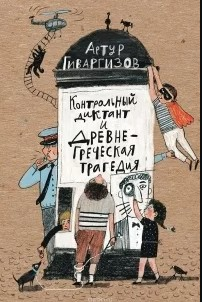 Артур
Гиваргизов
Контрольный
диктант
и Древне-
греческая
трагедия